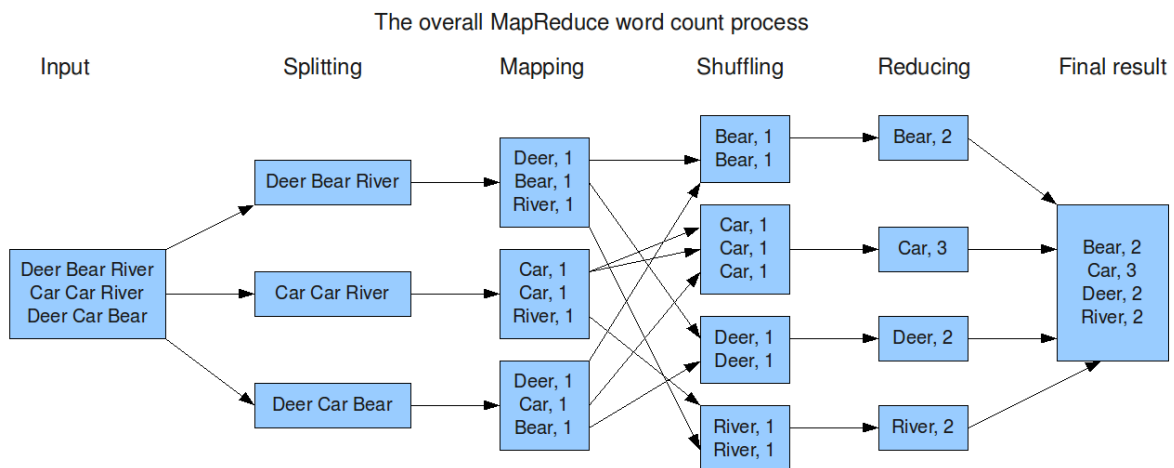 The overall MapReduce word count process
Input
Splitting
Mapping
Shuffling
Reducing
Final result
Deer Bear River
Car Car River
Deer Car Bear
Deer Bear River
Car Car River
Deer Car Bear
Deer, 1
Bear, 1
River, 1
Car, 1
Car, 1
River, 1
Deer, 1
Car, 1
Bear, 1
Bear, 1
Bear, 1
Car, 1
Car, 1
Car, 1
Deer, 1
Deer, 1
River, 1
River, 1
Bear, 2
Car, 3
Deer, 2
River, 2
Bear, 2
Car, 3
Deer, 2
River, 2